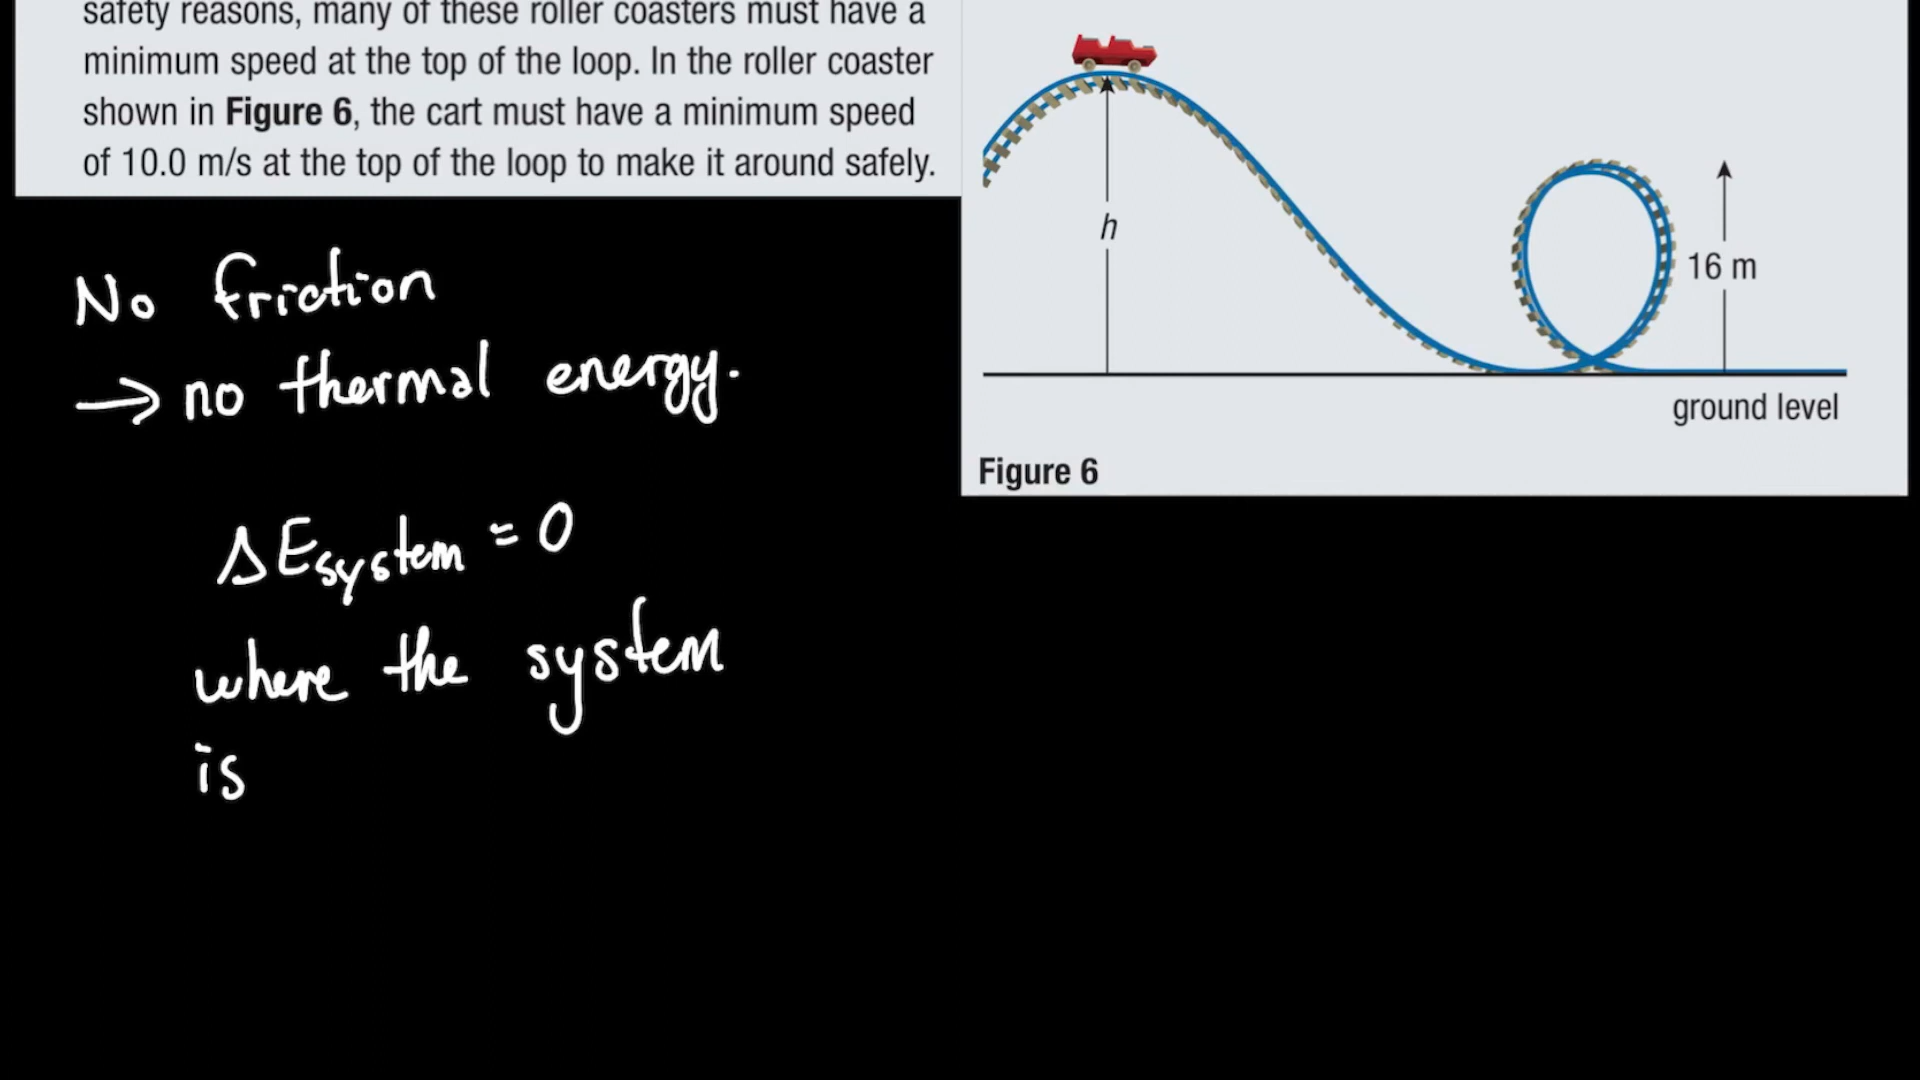 safety reasons, many of these roller coasters must have a
minimum speed at the top of the loop. In the roller coaster
shown in Figure 6, the cart must have a minimum speed
of 10.0 m/s at the top of the loop to make it around safely.
h
16 m
ground level
Figure 6
No friction
→ no thermal energy.
ΔEsystem = 0
where the system
is